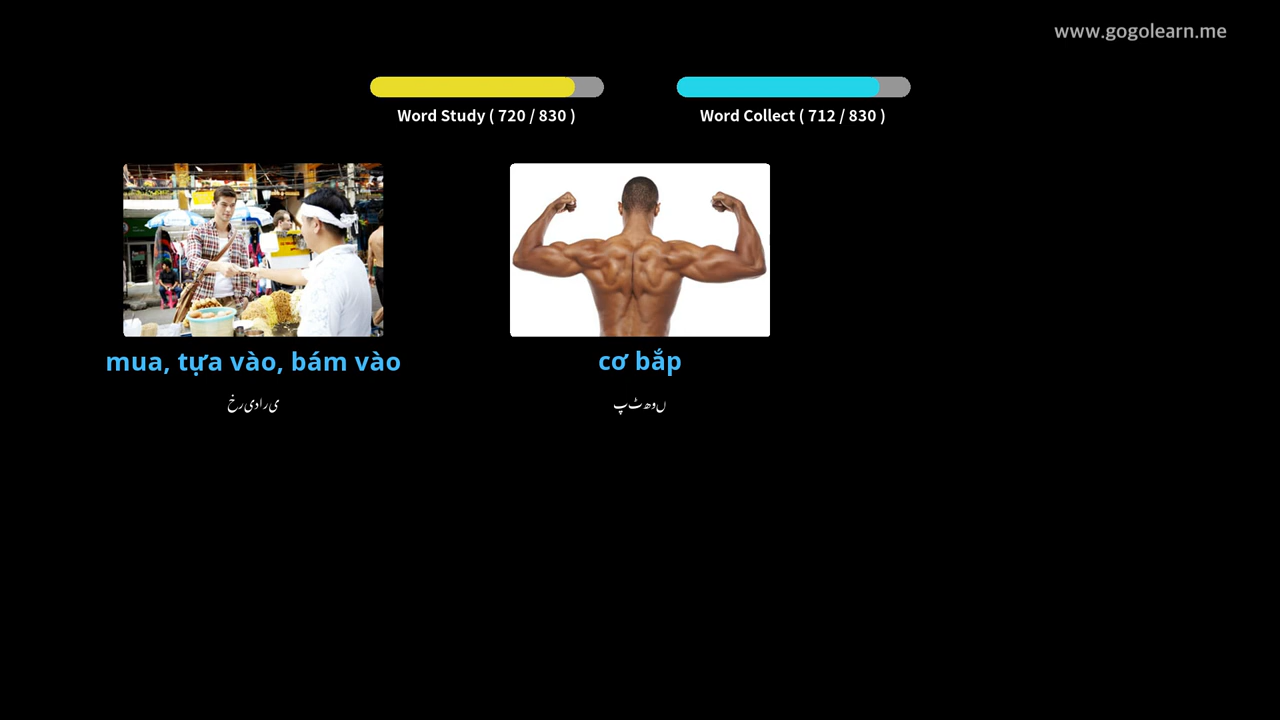 www.gogolearn.me
Word Study ( 720 / 830 )
Word Collect ( 712 / 830 )
mua, tựa vào, bám vào
خریداری
cơ bắp
پٹھوں